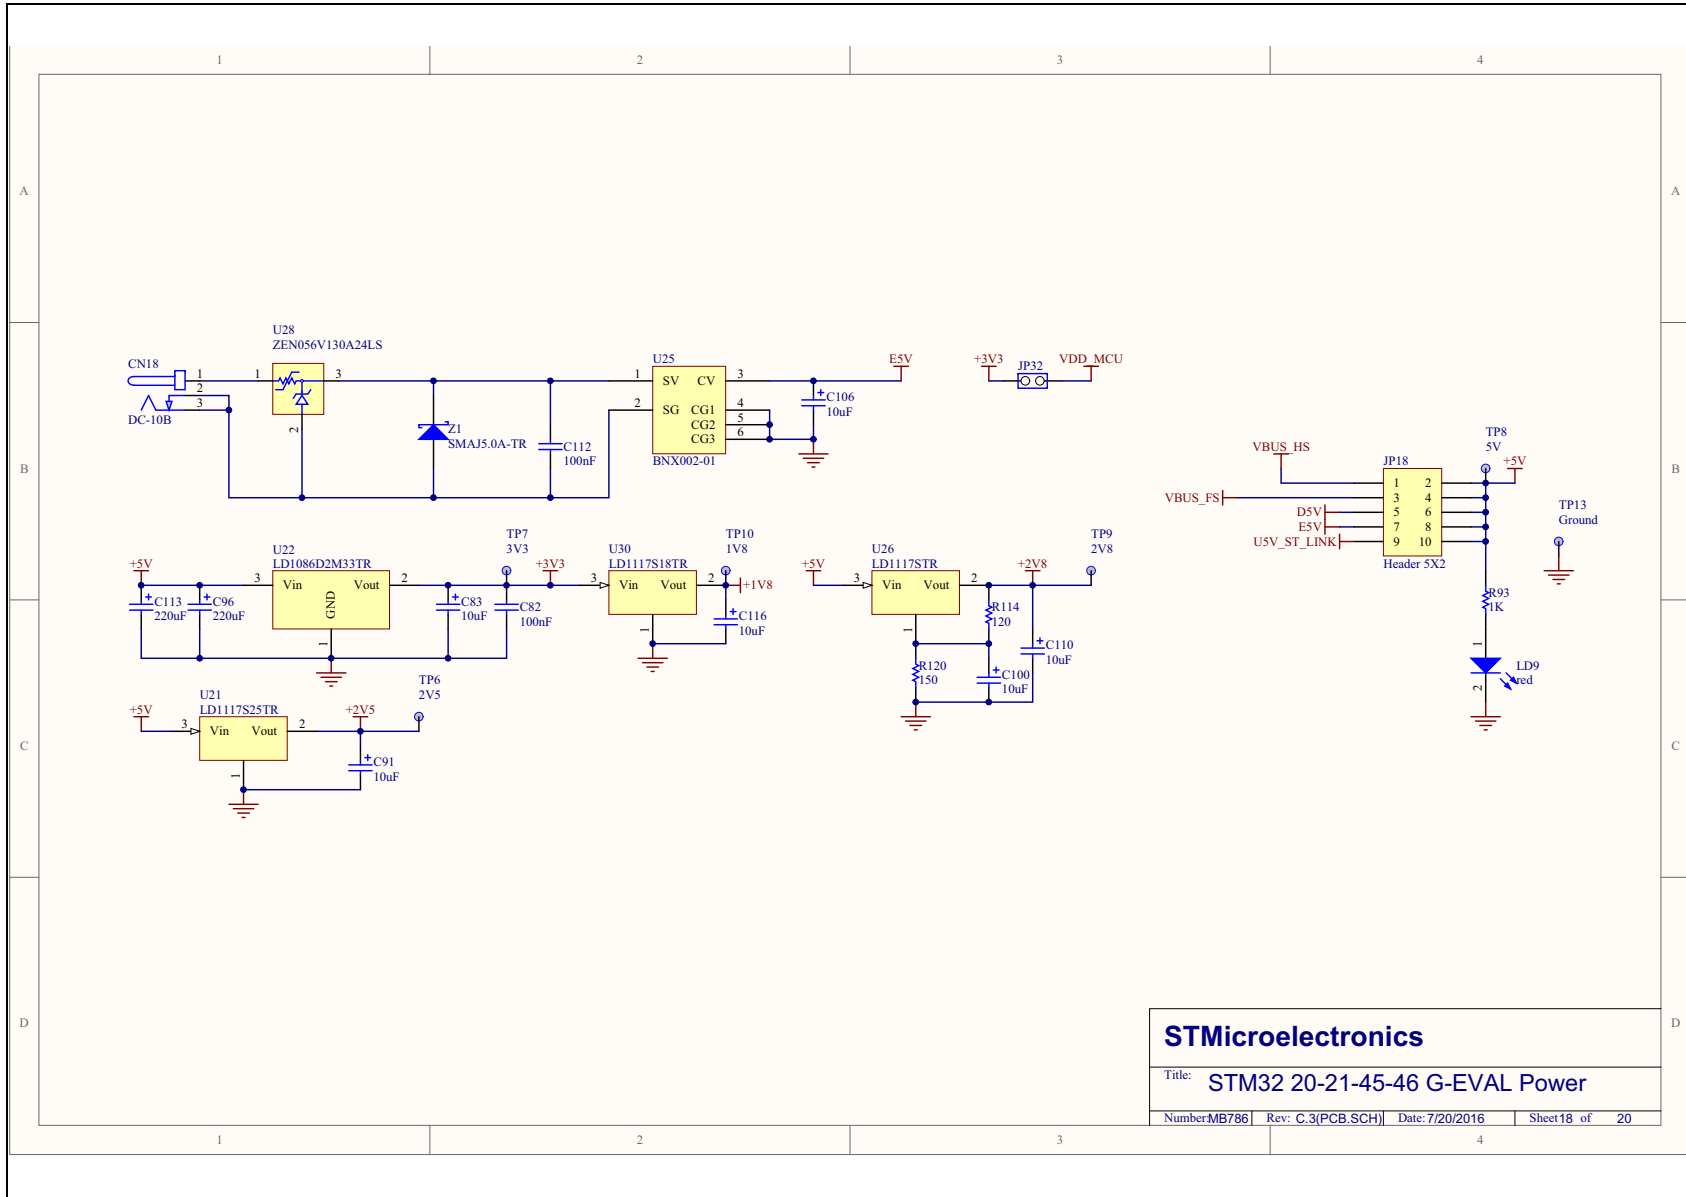 1 2 3 4
A A
U28
ZEN056V130A24LS
CN18
1
2
3
DC-10B
1 3
2
Z1
SMAJ5.0A-TR
C112
100nF
U25
1 SV CV 3
2 SG CG1 4
CG2 5
CG3 6
BNX002-01
E5V
+
C106
10uF
+3V3 JP32 VDD_MCU
B B
TP8
5V
VBUS_HS
JP18
+5V
VBUS_FS
D5V
E5V
U5V_ST_LINK
1 2
3 4
5 6
7 8
9 10
Header 5X2
TP13
Ground
R93
1K
1
LD9
red
2
U22
LD1086D2M33TR
+5V
3 Vin Vout 2
GND
1
+
C113
220uF
+
C96
220uF
+
C83
10uF
C82
100nF
TP7
3V3
+3V3
U30
LD1117S18TR
3 Vin Vout 2
1
TP10
1V8
+1V8
+
C116
10uF
+5V
U26
LD1117STR
3 Vin Vout 2
1
+2V8
TP9
2V8
R114
120
R120
150
+
C100
10uF
+
C110
10uF
C C
U21
LD1117S25TR
+5V
3 Vin Vout 2
1
+2V5
TP6
2V5
+
C91
10uF
D D
STMicroelectronics
Title: STM32 20-21-45-46 G-EVAL Power
Number:MB786 Rev: C.3(PCB.SCH) Date:7/20/2016 Sheet18 of 20
1 2 3 4